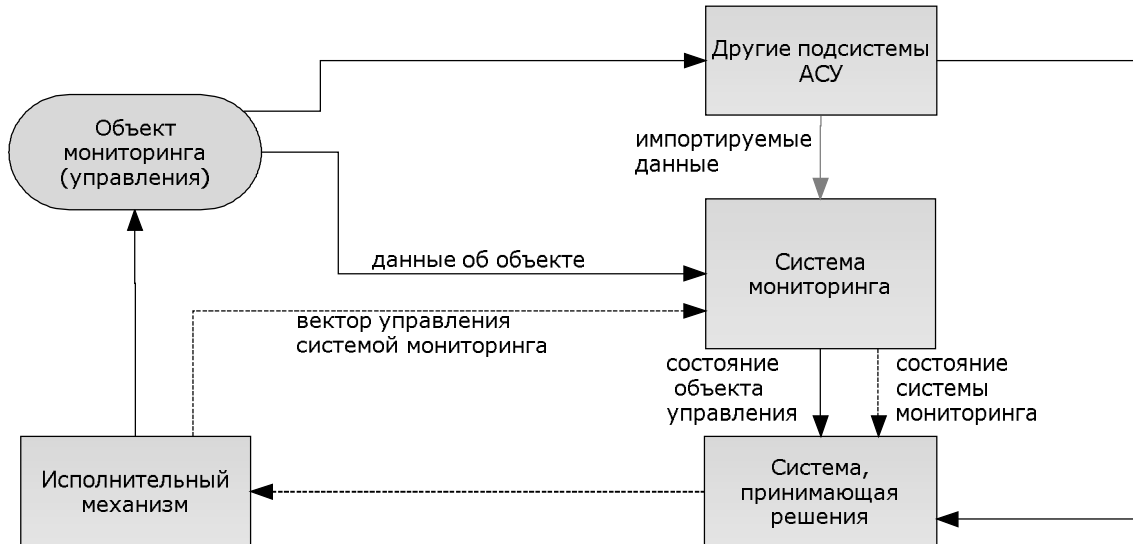 Другие подсистемы
АСУ
Объект
мониторинга
(управления)
импортируемые
данные
данные об объекте
Система
мониторинга
вектор управления
системой мониторинга
состояние
объекта
управления
состояние
системы
мониторинга
Исполнительный
механизм
Система,
принимающая
решения